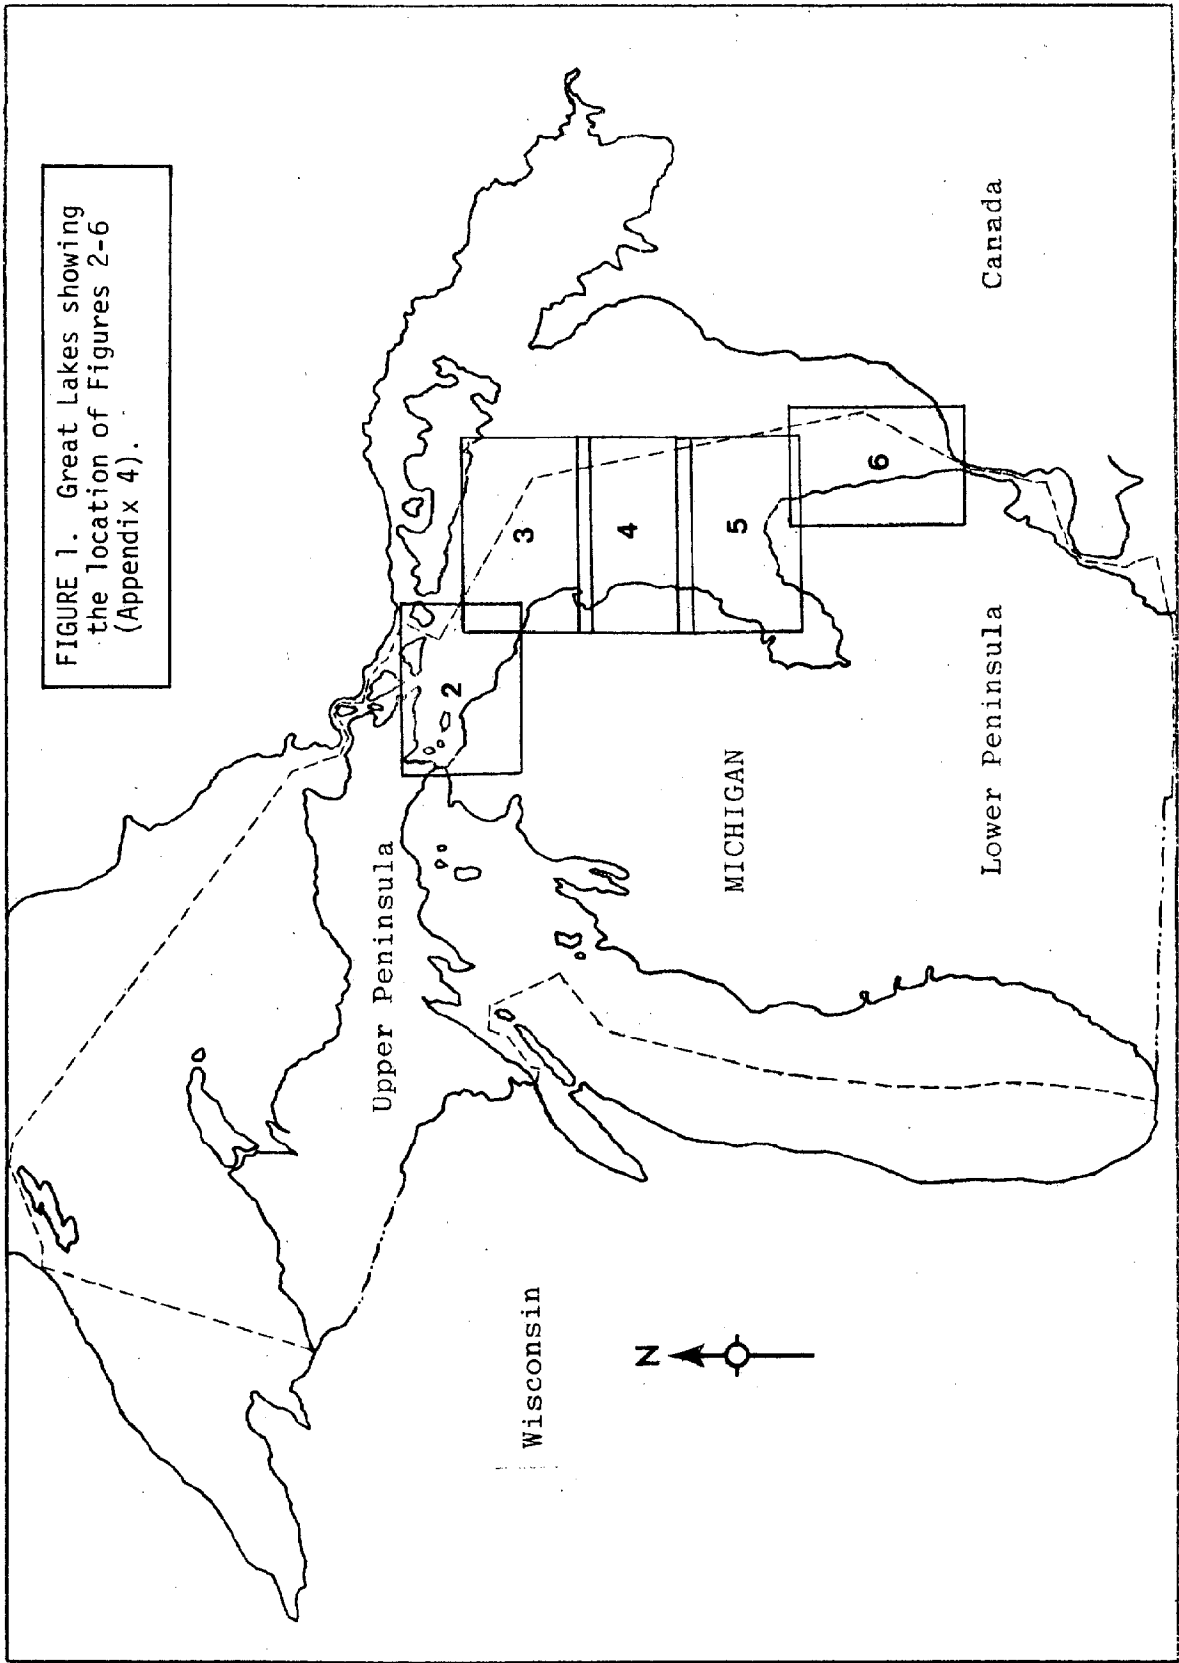 FIGURE 1. Great Lakes showing
the location of Figures 2-6
(Appendix 4).
Upper Peninsula
2
3
4
5
6
MICHIGAN
Wisconsin
N
Lower Peninsula
Canada